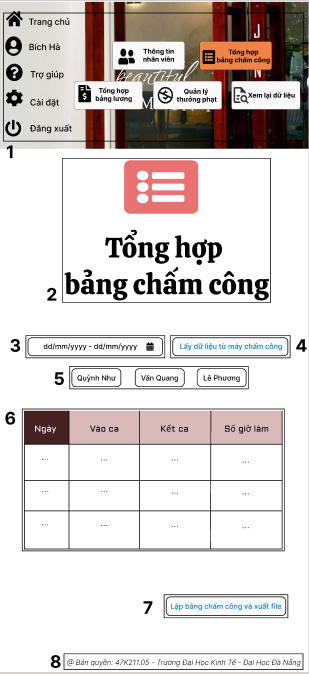 Trang chủ
Bích Hà
Trợ giúp
Cài đặt
Đăng xuất
Thông tin
nhân viên
Tổng hợp
bảng chấm công
beautiful
Tổng hợp
bảng lương
Quản lý
thưởng phạt
Xem lại dữ liệu
1
Tổng hợp
bảng chấm công
2
3
dd/mm/yyyy - dd/mm/yyyy
Lấy dữ liệu từ máy chấm công
4
5
Quỳnh Như
Văn Quang
Lê Phương
6
Ngày Vào ca Kết ca Số giờ làm
... ... ... ...
... ... ... ...
... ... ... ...
7
Lập bảng chấm công và xuất file
8
@ Bản quyền: 47K211.05 - Trường Đại Học Kinh Tế - Đại Học Đà Nẵng